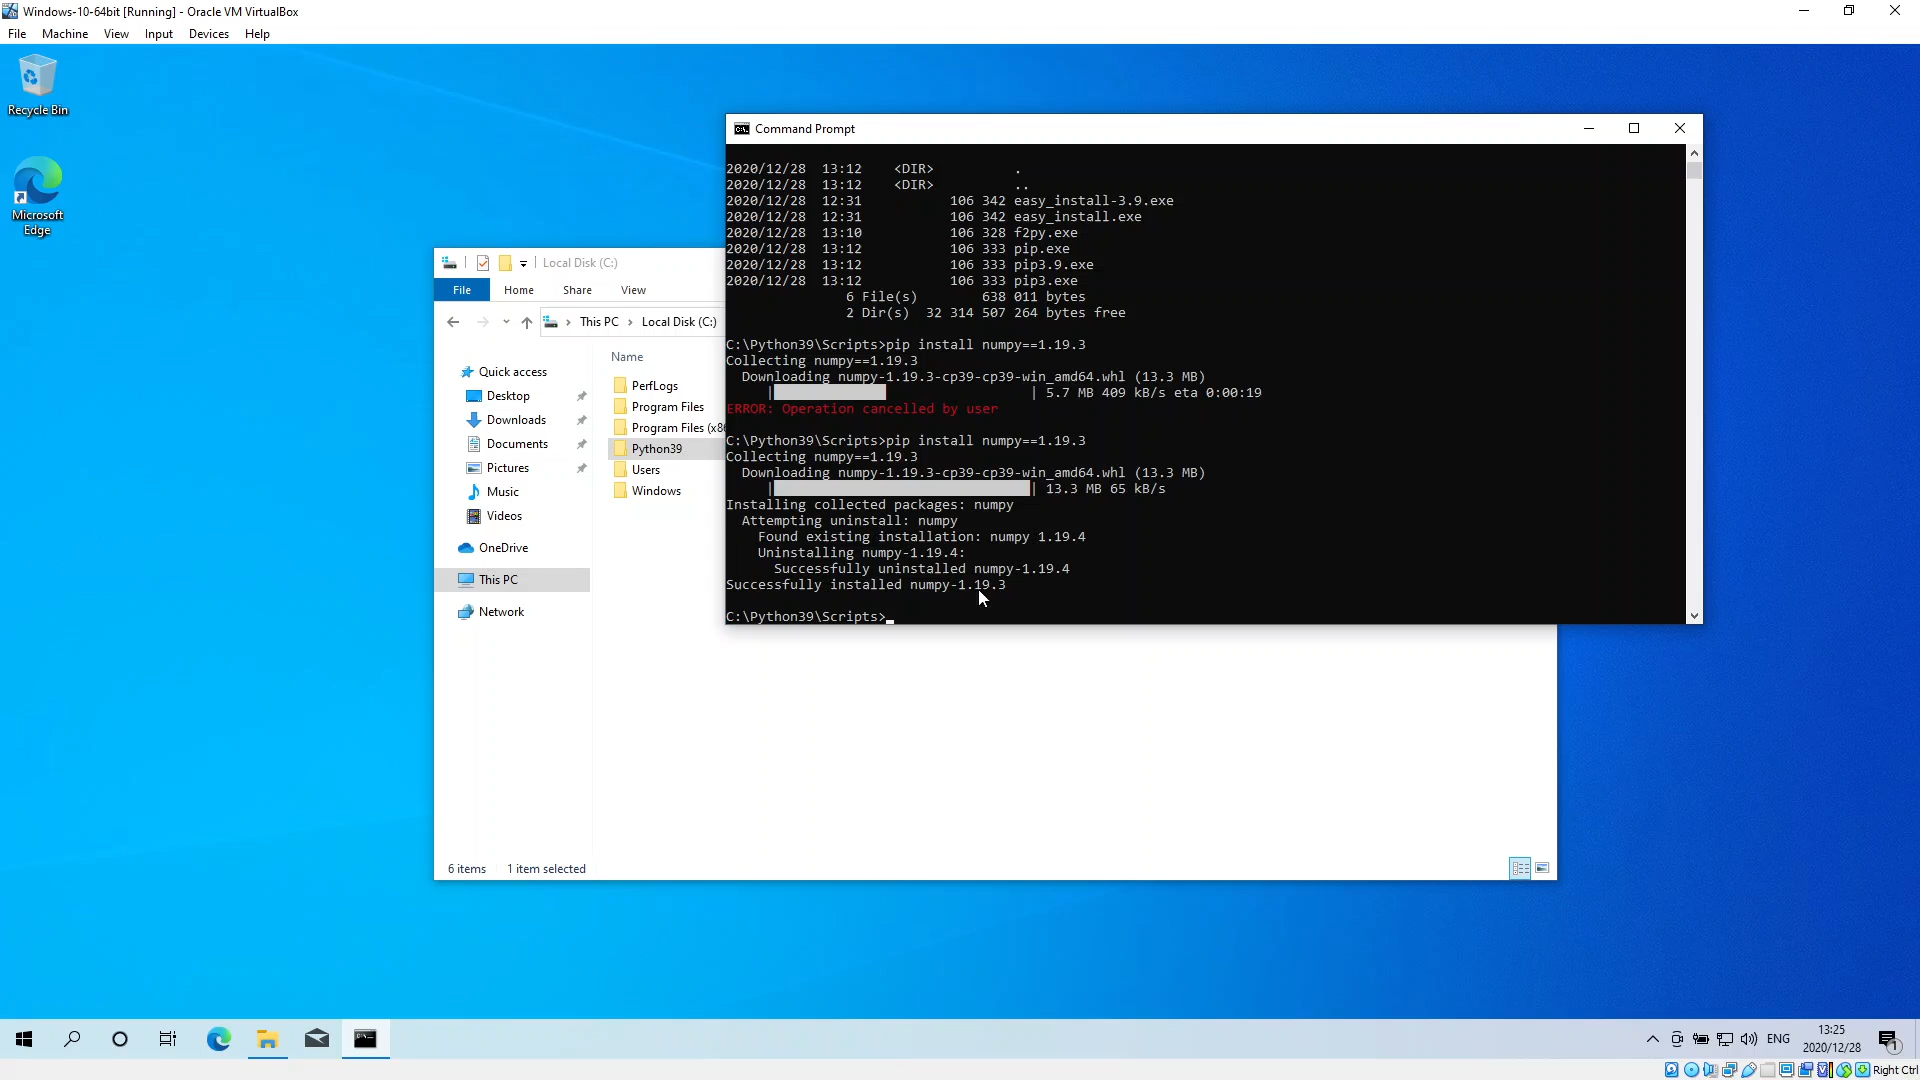 Windows-10-64bit [Running] - Oracle VM VirtualBox
File Machine View Input Devices Help
Recycle Bin
Microsoft
Edge
Local Disk (C:)
File Home Share View
This PC › Local Disk (C:)
Name
Quick access
Desktop
Downloads
Documents
Pictures
Music
Videos
OneDrive
This PC
Network
PerfLogs
Program Files
Program Files (x86
Python39
Users
Windows
6 items 1 item selected
Command Prompt
2020/12/28  13:12    <DIR>          .
2020/12/28  13:12    <DIR>          ..
2020/12/28  12:31           106 342 easy_install-3.9.exe
2020/12/28  12:31           106 342 easy_install.exe
2020/12/28  13:10           106 328 f2py.exe
2020/12/28  13:12           106 333 pip.exe
2020/12/28  13:12           106 333 pip3.9.exe
2020/12/28  13:12           106 333 pip3.exe
6 File(s)        638 011 bytes
2 Dir(s)  32 314 507 264 bytes free
C:\Python39\Scripts>pip install numpy==1.19.3
Collecting numpy==1.19.3
Downloading numpy-1.19.3-cp39-cp39-win_amd64.whl (13.3 MB)
| | 5.7 MB 409 kB/s eta 0:00:19
ERROR: Operation cancelled by user
C:\Python39\Scripts>pip install numpy==1.19.3
Collecting numpy==1.19.3
Downloading numpy-1.19.3-cp39-cp39-win_amd64.whl (13.3 MB)
| | 13.3 MB 65 kB/s
Installing collected packages: numpy
Attempting uninstall: numpy
Found existing installation: numpy 1.19.4
Uninstalling numpy-1.19.4:
Successfully uninstalled numpy-1.19.4
Successfully installed numpy-1.19.3
C:\Python39\Scripts>
ENG
13:25
2020/12/28
1
Right Ctrl